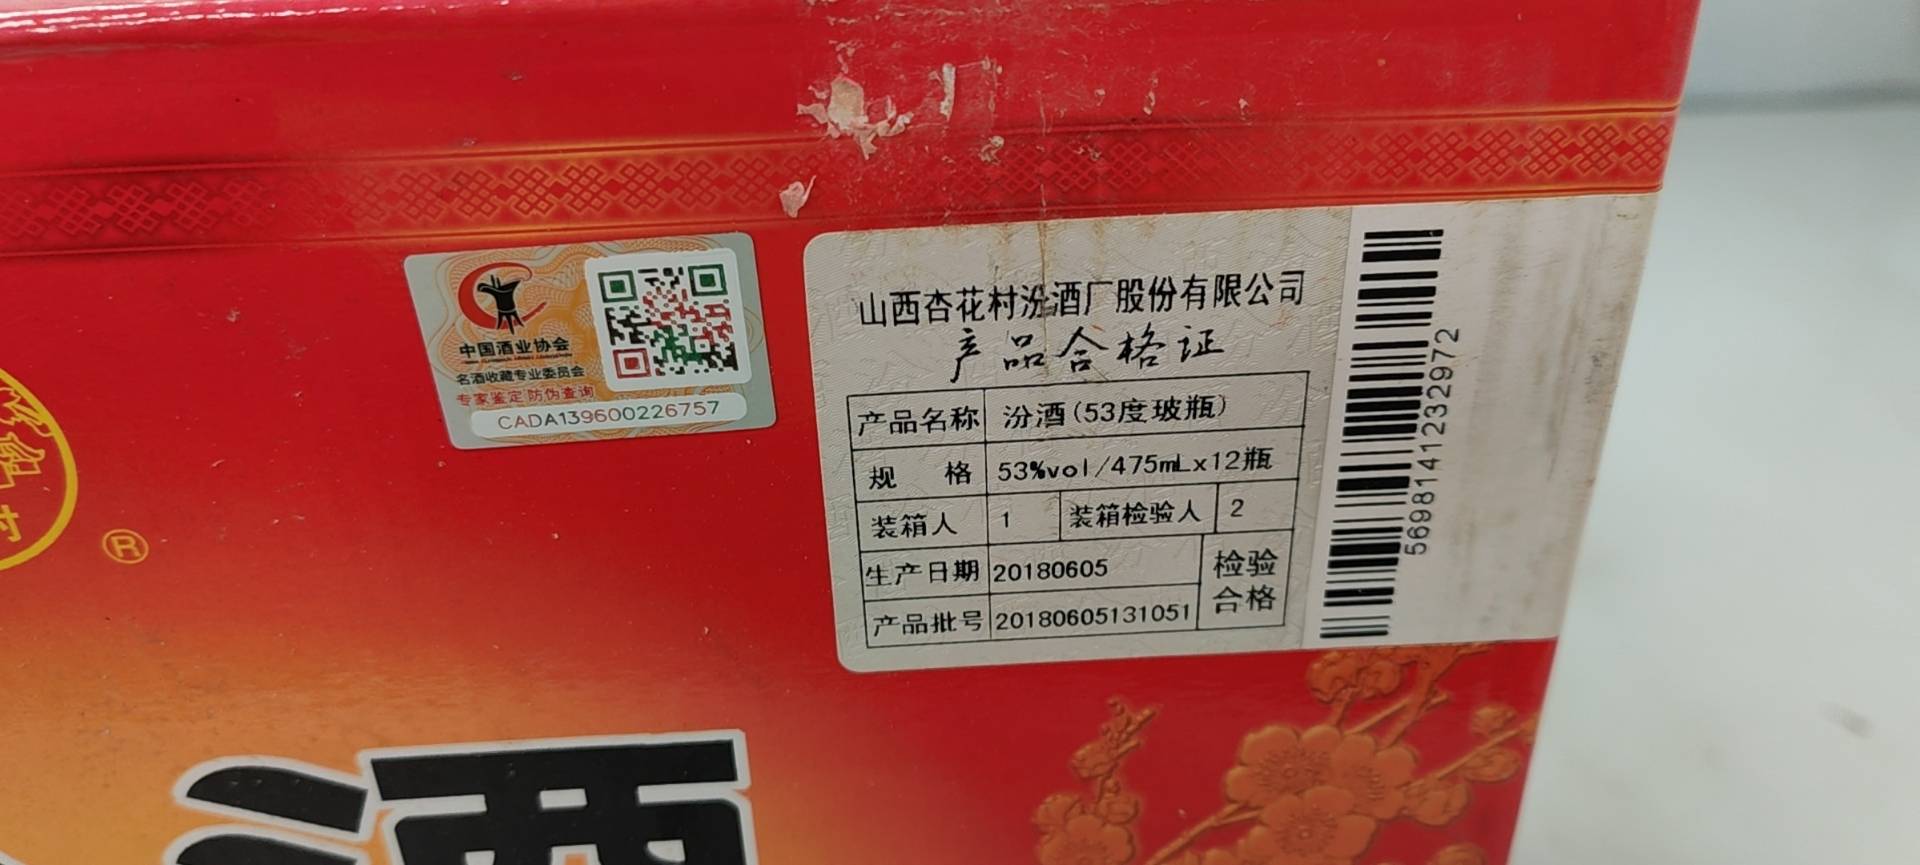 中国酒业协会
名酒收藏专业委员会
专家鉴定 防伪查询
CADA139600226757
山西杏花村汾酒厂股份有限公司
产品合格证
产品名称 汾酒(53度玻瓶)
规 格 53%vol/475mLx12瓶
装箱人 1 装箱检验人 2
生产日期 20180605
产品批号 20180605131051
检验
合格
569814123297​2
村
®
酒